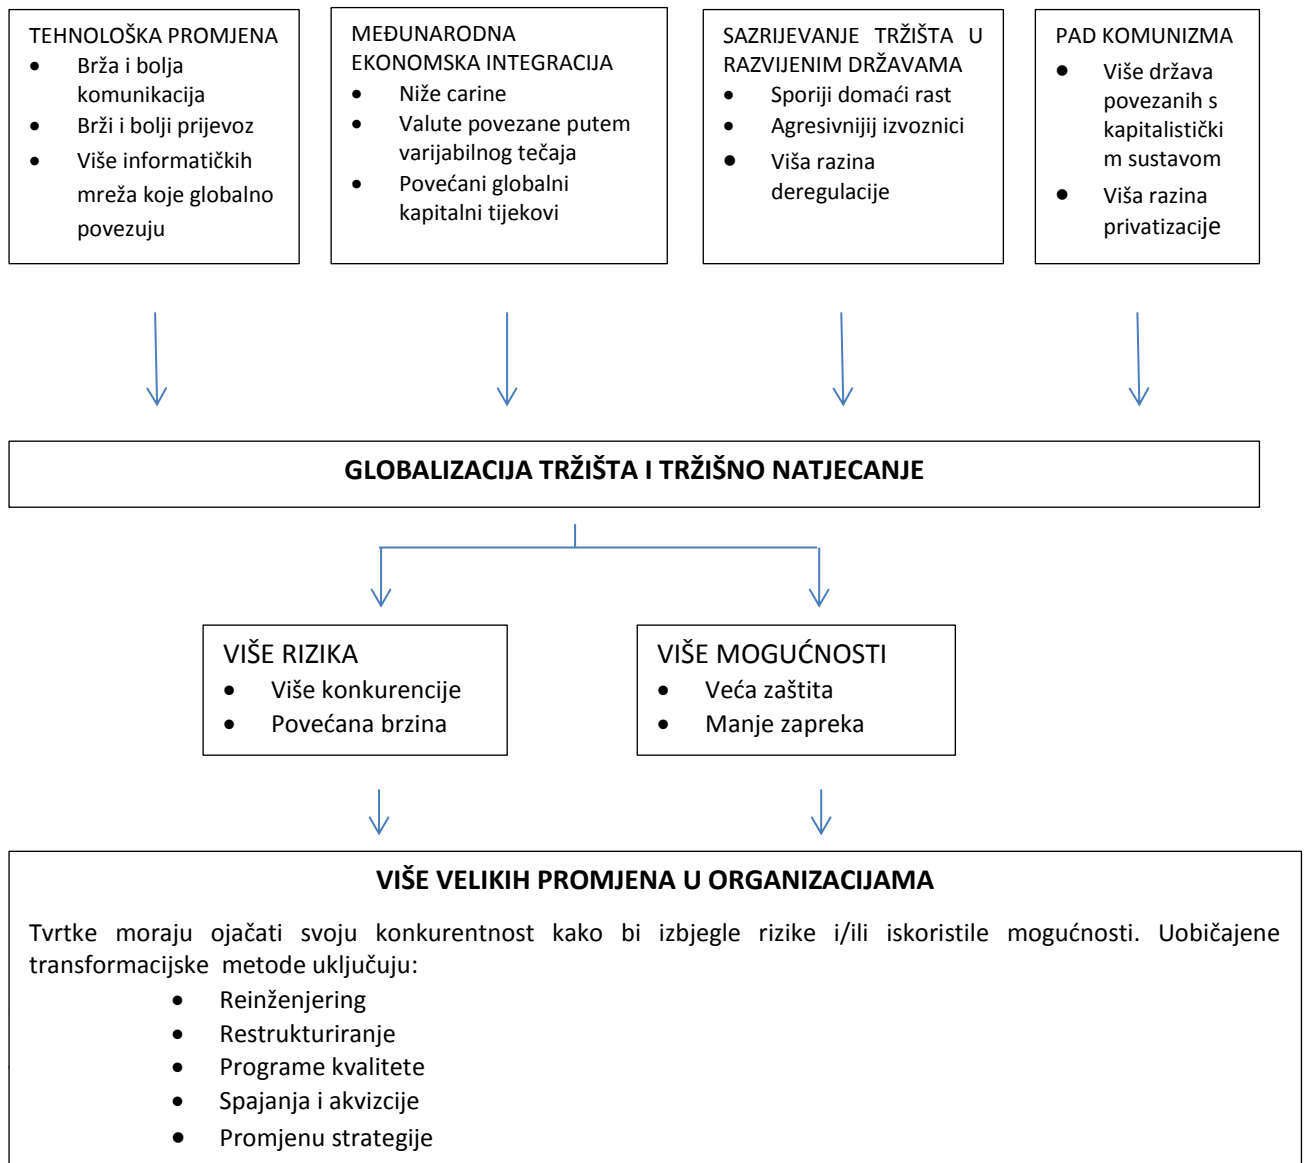 TEHNOLOŠKA PROMJENA
• Brža i bolja
komunikacija
• Brži i bolji prijevoz
• Više informatičkih
mreža koje globalno
povezuju
MEĐUNARODNA
EKONOMSKA INTEGRACIJA
• Niže carine
• Valute povezane putem
varijabilnog tečaja
• Povećani globalni
kapitalni tijekovi
SAZRIJEVANJE TRŽIŠTA U
RAZVIJENIM DRŽAVAMA
• Sporiji domaći rast
• Agresivnijij izvoznici
• Viša razina
deregulacije
PAD KOMUNIZMA
• Više država
povezanih s
kapitalistički
m sustavom
• Viša razina
privatizacije
GLOBALIZACIJA TRŽIŠTA I TRŽIŠNO NATJECANJE
VIŠE RIZIKA
• Više konkurencije
• Povećana brzina
VIŠE MOGUĆNOSTI
• Veća zaštita
• Manje zapreka
VIŠE VELIKIH PROMJENA U ORGANIZACIJAMA
Tvrtke moraju ojačati svoju konkurentnost kako bi izbjegle rizike i/ili iskoristile mogućnosti. Uobičajene
transformacijske metode uključuju:
• Reinženjering
• Restrukturiranje
• Programe kvalitete
• Spajanja i akvizcije
• Promjenu strategije